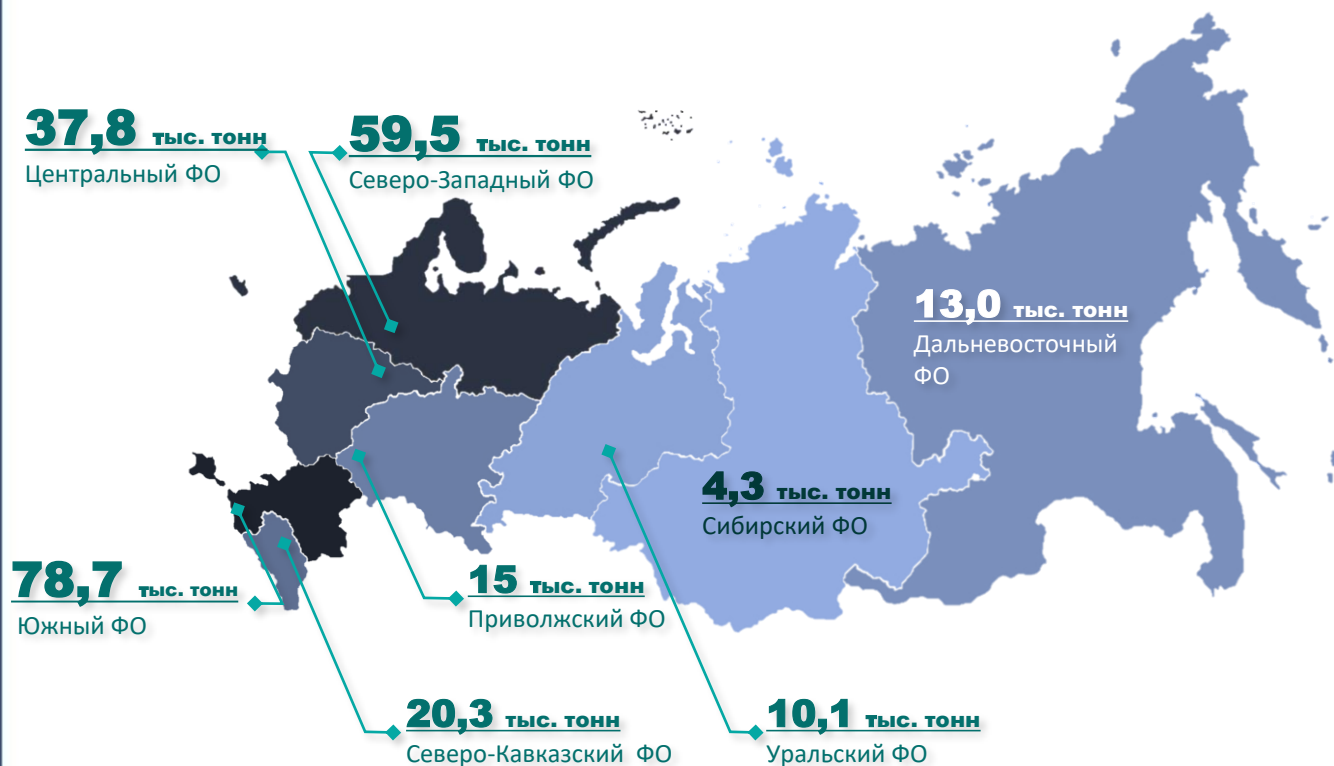 37,8 тыс. тонн
Центральный ФО
59,5 тыс. тонн
Северо-Западный ФО
13,0 тыс. тонн
Дальневосточный
ФО
4,3 тыс. тонн
Сибирский ФО
78,7 тыс. тонн
Южный ФО
15 тыс. тонн
Приволжский ФО
20,3 тыс. тонн
Северо-Кавказский ФО
10,1 тыс. тонн
Уральский ФО